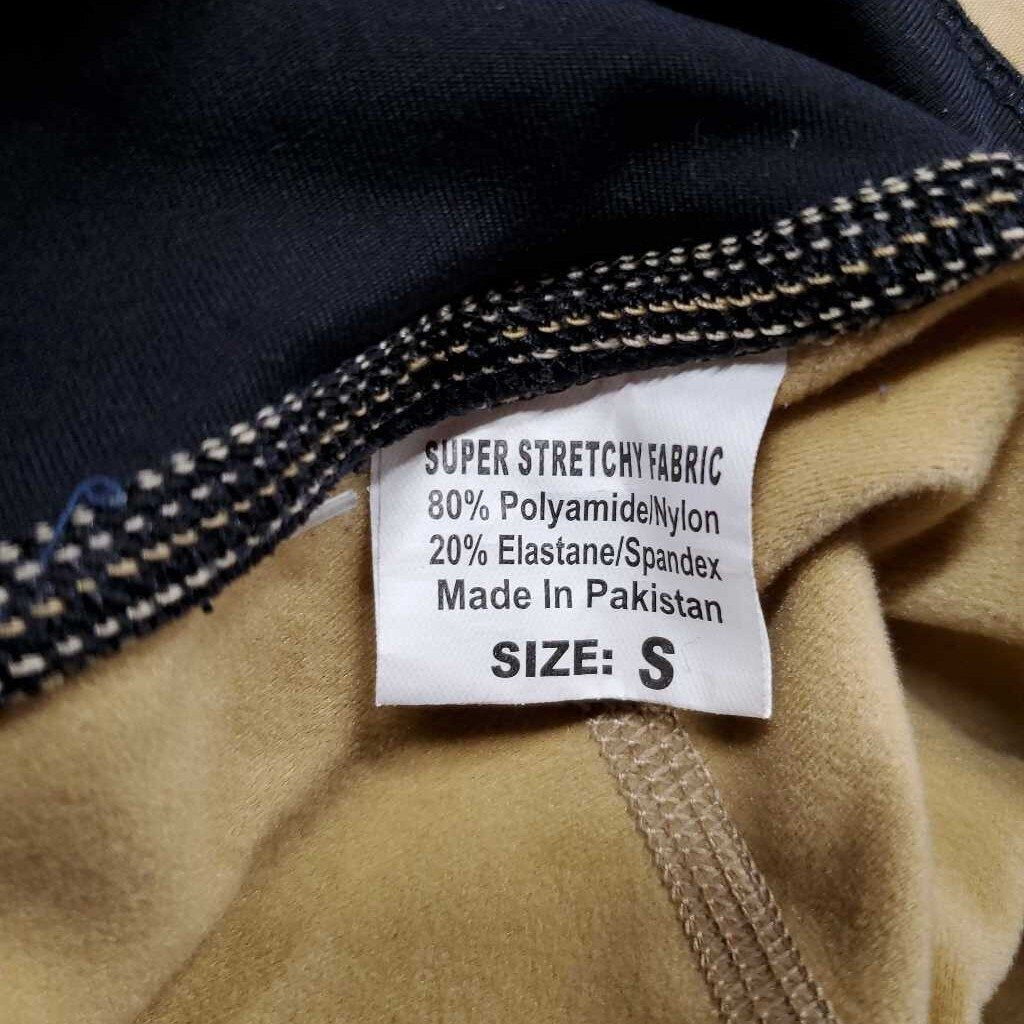 SUPER STRETCHY FABRIC
80% Polyamide/Nylon
20% Elastane/Spandex
Made In Pakistan
SIZE: S